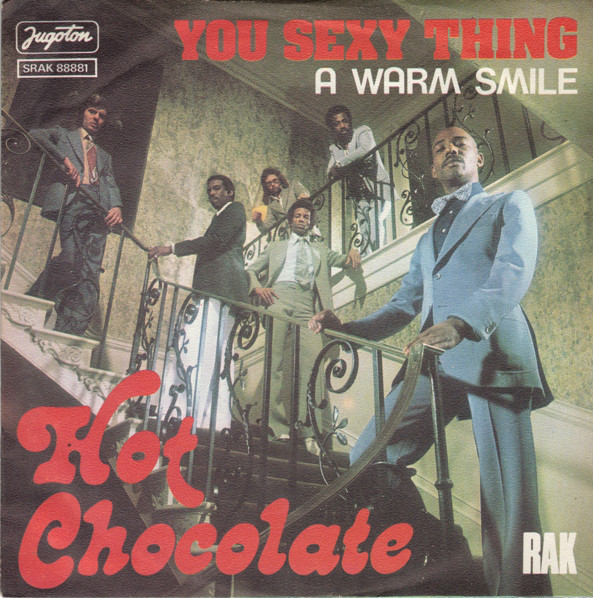 Jugoton
SRAK 88881
YOU SEXY THING
A WARM SMILE
Hot
Chocolate
RAK